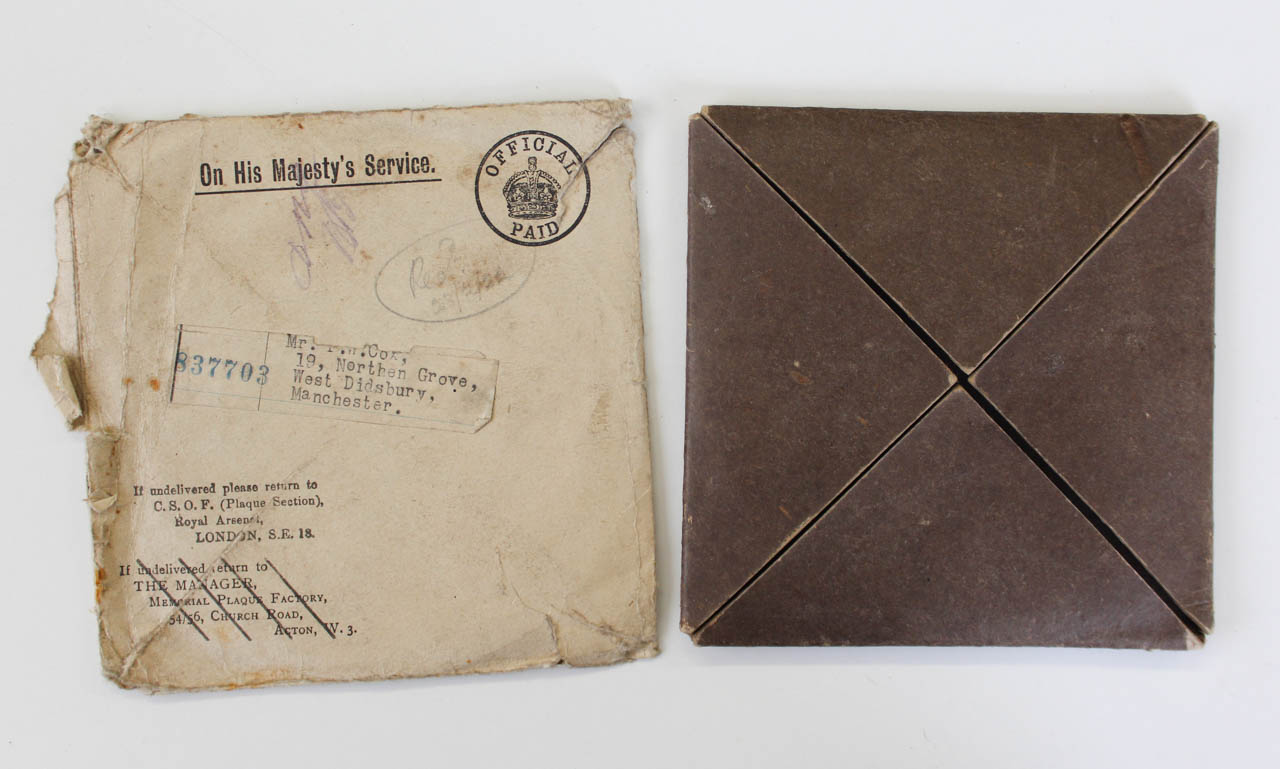 On His Majesty's Service.
OFFICIAL
PAID
837703
Mr. Cox,
19, Northen Grove,
West Didsbury,
Manchester.
If undelivered please return to
C. S. O. F. (Plaque Section),
Royal Arsenal,
LONDON, S.E. 18.
If undelivered return to
THE MANAGER,
MEMORIAL PLAQUE FACTORY,
54/56, CHURCH ROAD,
ACTON, W. 3.